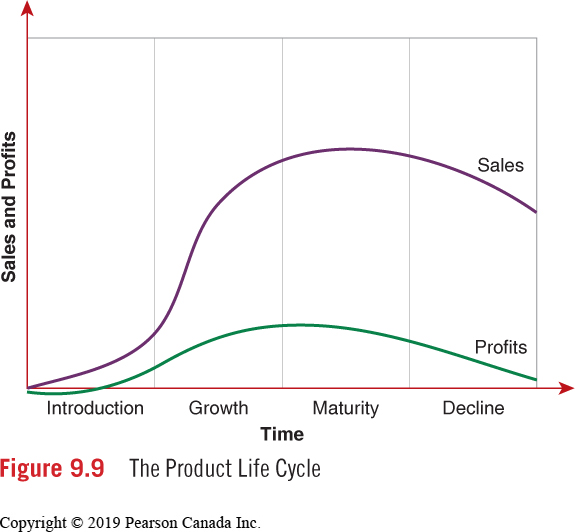 Sales and Profits
Sales
Profits
Introduction
Growth
Maturity
Decline
Time
Figure 9.9 The Product Life Cycle
Copyright © 2019 Pearson Canada Inc.